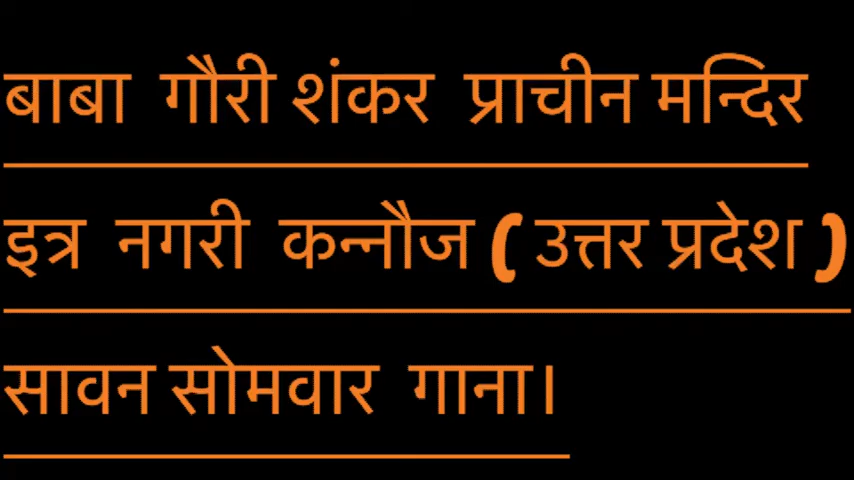 बाबा गौरी शंकर प्राचीन मन्दिर
इत्र नगरी कन्नौज ( उत्तर प्रदेश )
सावन सोमवार गाना।